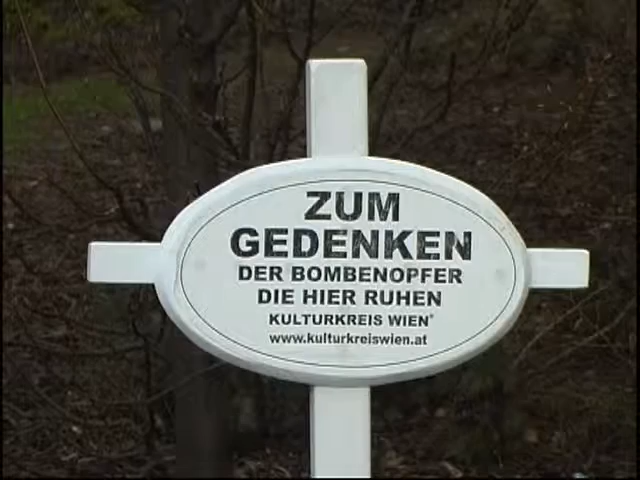 ZUM
GEDENKEN
DER BOMBENOPFER
DIE HIER RUHEN
KULTURKREIS WIEN
www.kulturkreiswien.at